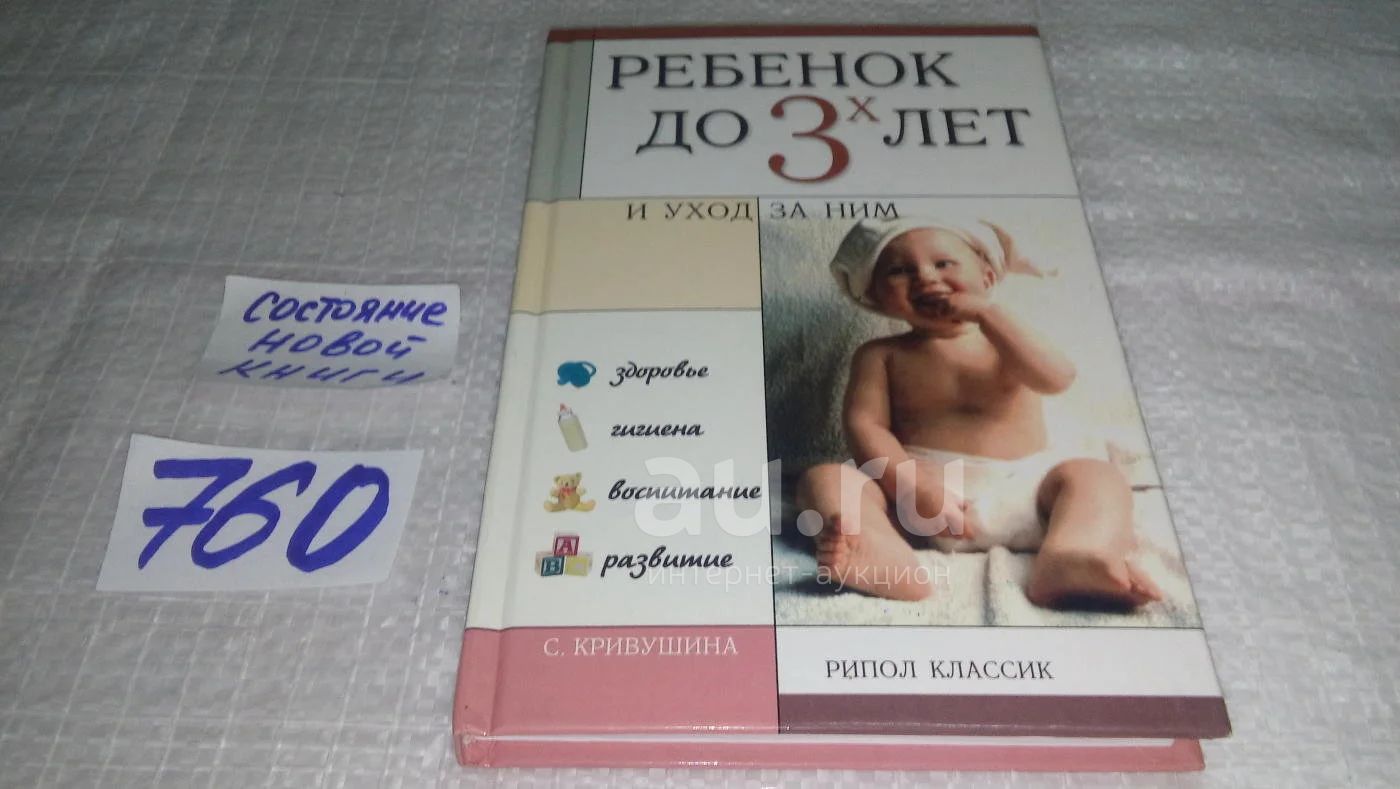 РЕБЕНОК
ДО 3Х ЛЕТ
И УХОД ЗА НИМ
здоровье
гигиена
воспитание
развитие
С. КРИВУШИНА
РИПОЛ КЛАССИК
состояние
новой
книги
760
au.ru
интернет-аукцион
A
B C